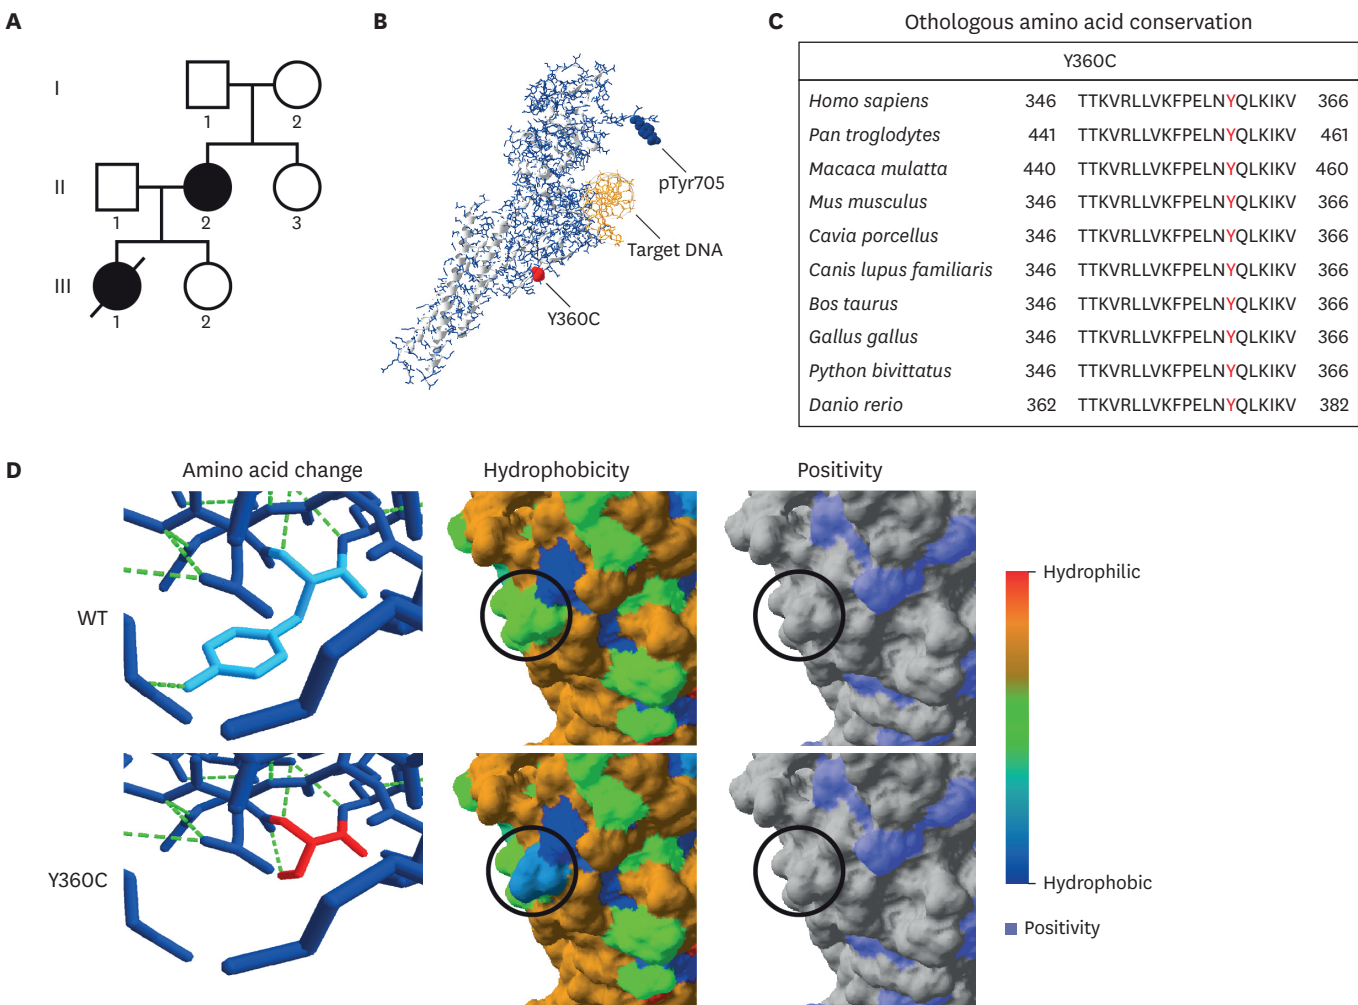 A
I
1
2
II
1
2
3
III
1
2
B
pTyr705
Target DNA
Y360C
C
Othologous amino acid conservation
Y360C
Homo sapiens 346 TTKVRLLVKFPELNYQLKIKV 366
Pan troglodytes 441 TTKVRLLVKFPELNYQLKIKV 461
Macaca mulatta 440 TTKVRLLVKFPELNYQLKIKV 460
Mus musculus 346 TTKVRLLVKFPELNYQLKIKV 366
Cavia porcellus 346 TTKVRLLVKFPELNYQLKIKV 366
Canis lupus familiaris 346 TTKVRLLVKFPELNYQLKIKV 366
Bos taurus 346 TTKVRLLVKFPELNYQLKIKV 366
Gallus gallus 346 TTKVRLLVKFPELNYQLKIKV 366
Python bivittatus 346 TTKVRLLVKFPELNYQLKIKV 366
Danio rerio 362 TTKVRLLVKFPELNYQLKIKV 382
D
Amino acid change
Hydrophobicity
Positivity
WT
Y360C
Hydrophilic
Hydrophobic
Positivity